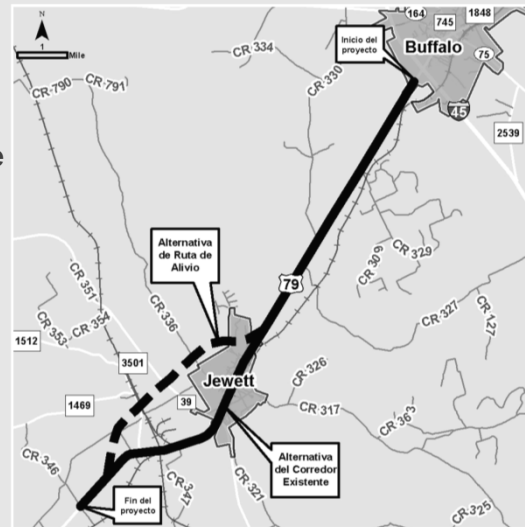 N
1
Mile
164
745
1848
Buffalo
75
45
2539
Inicio del
proyecto
CR 334
CR 330
CR-790
CR-791
e
CR 309
CR 329
79
CR-327
CR 127
Alternativa
de Ruta de
Alivio
CR-351
CR-353
CR-354
CR-336
1512
3501
1469
39
Jewett
CR-326
CR-317
CR-363
CR-346
CR-347
CR-321
CR-325
Alternativa
del Corredor
Existente
Fin del
proyecto